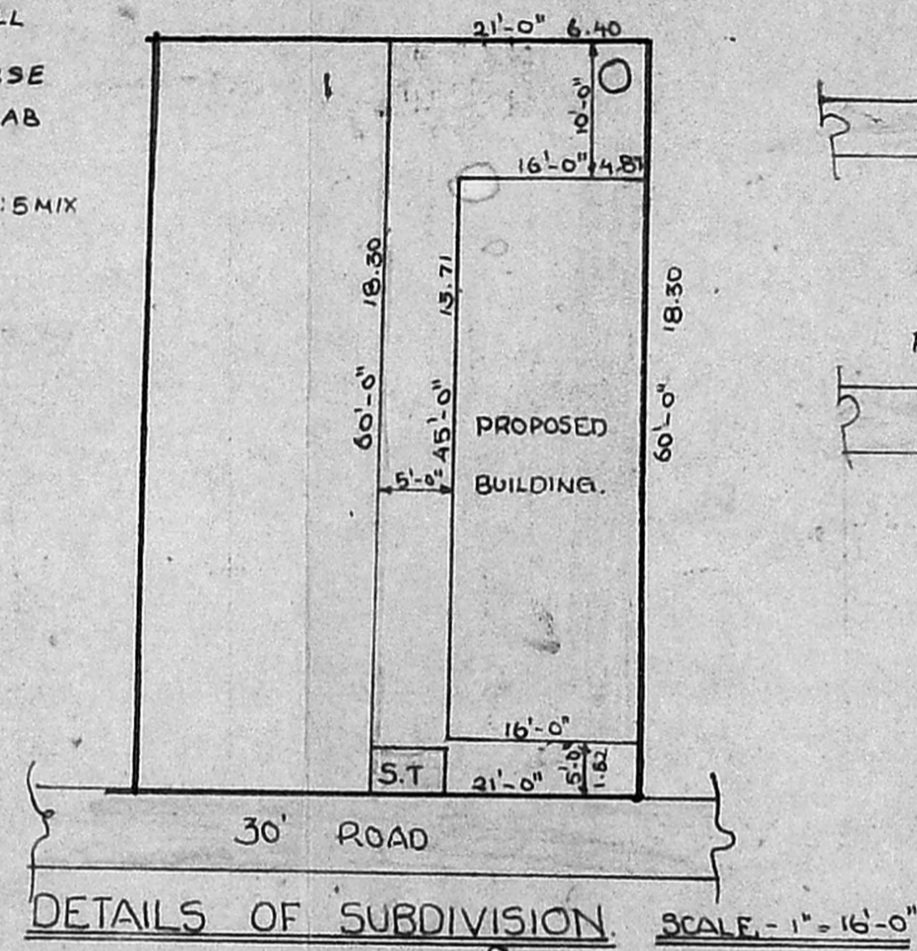 LL
SE
AB
:5 MIX
21'-0" 6.40
10'-0"
16'-0" 4.87
18.30
60'-0"
13.71
45'-0"
18.30
60'-0"
PROPOSED
5'-0"
BUILDING.
16'-0"
S.T
21'-0"
5'-0"
1.52
30' ROAD
DETAILS OF SUBDIVISION. SCALE.- 1" = 16'-0"